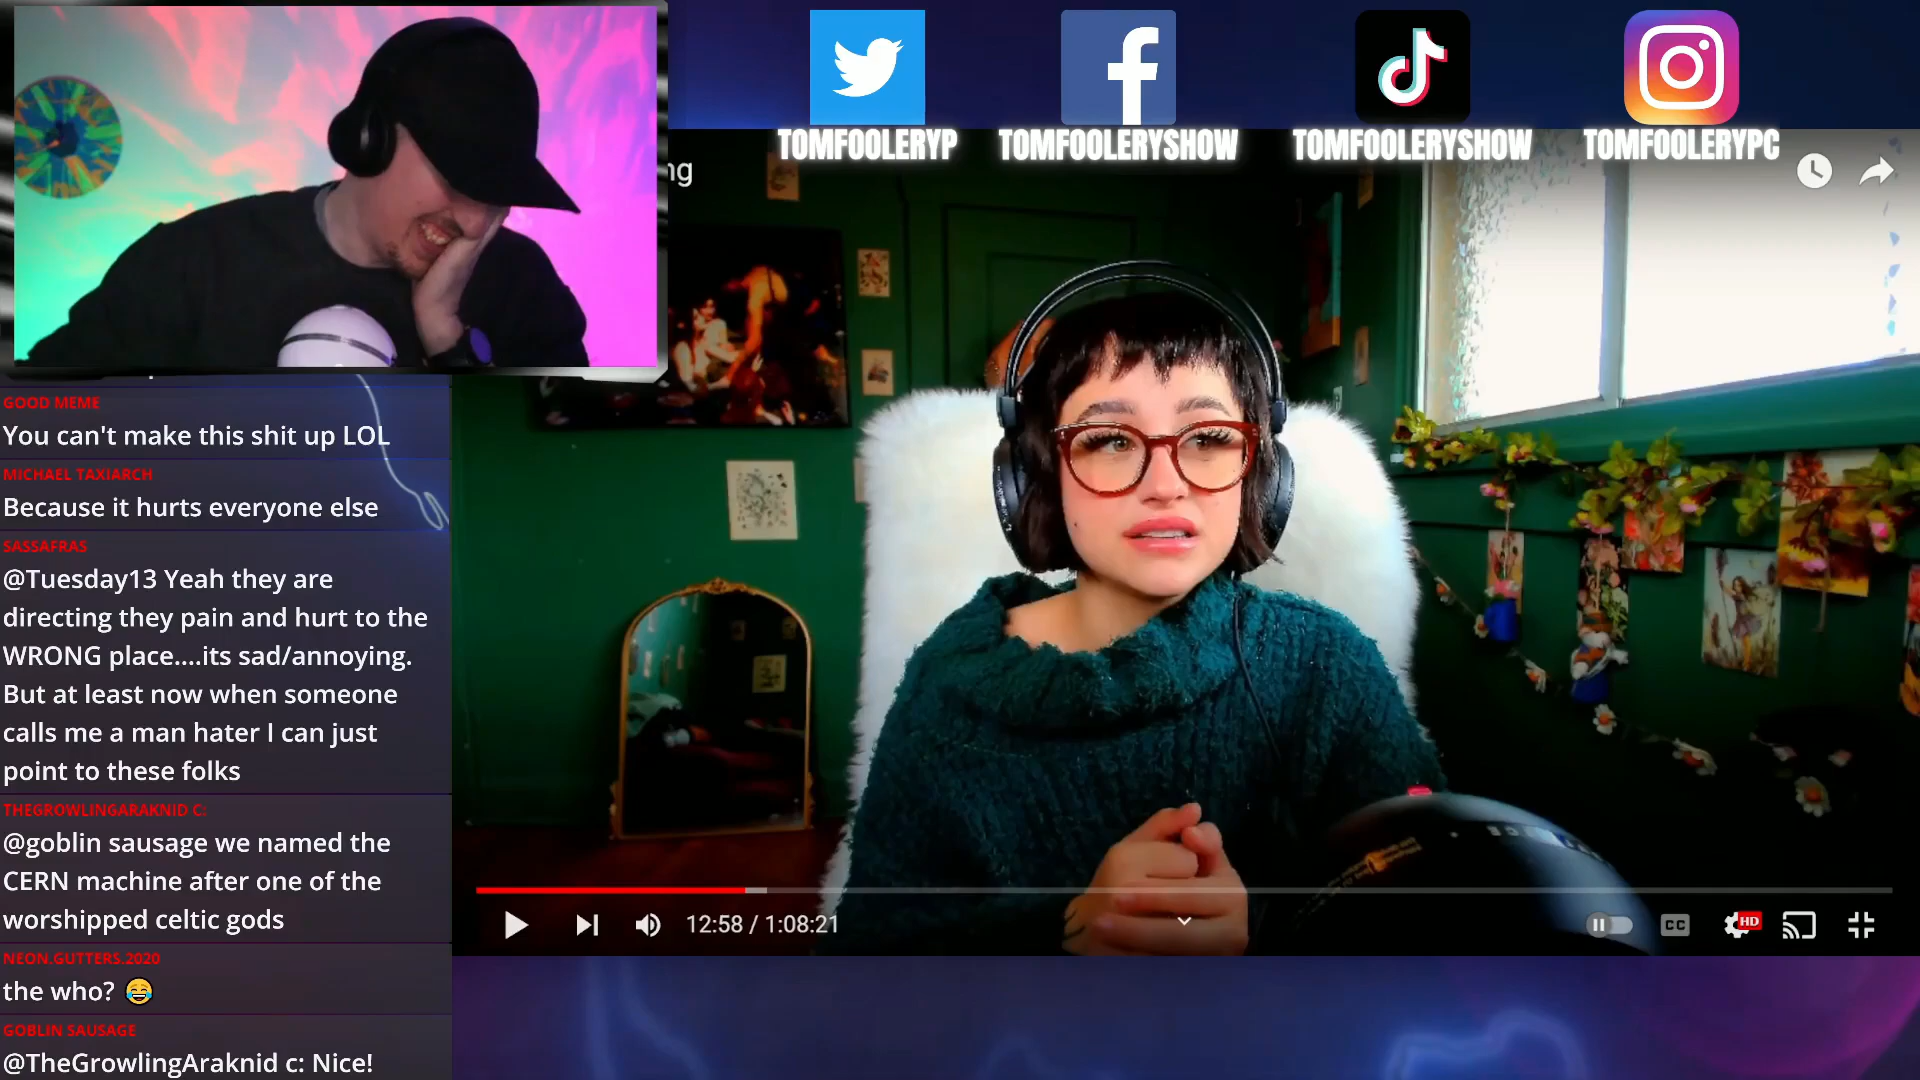 TOMFOOLERYP
TOMFOOLERYSHOW
TOMFOOLERYSHOW
TOMFOOLERYPC
ng
GOOD MEME
You can't make this shit up LOL
MICHAEL TAXIARCH
Because it hurts everyone else
SASSAFRAS
@Tuesday13 Yeah they are
directing they pain and hurt to the
WRONG place....its sad/annoying.
But at least now when someone
calls me a man hater I can just
point to these folks
THEGROWLINGARAKNID C:
@goblin sausage we named the
CERN machine after one of the
worshipped celtic gods
NEON.GUTTERS.2020
the who? 😂
GOBLIN SAUSAGE
@TheGrowlingAraknid c: Nice!
12:58 / 1:08:21
CC
HD